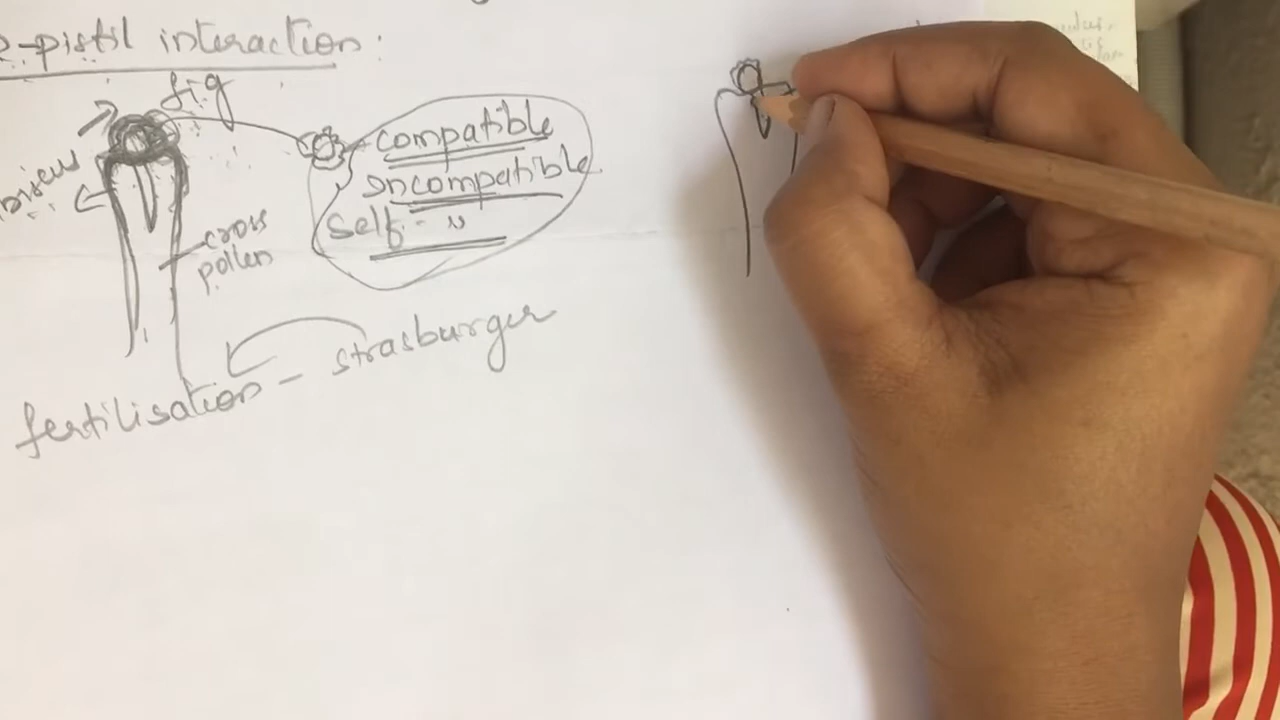 -pistil interaction:
fig
compatible
Incompatible
Self - "
cross
pollen
fertilisation - strasburger